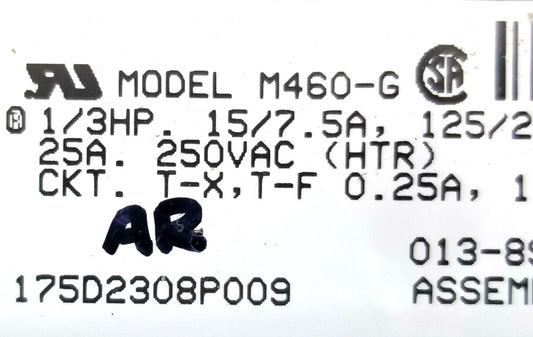 MODEL M460-G
1/3HP. 15/7.5A, 125/2
25A. 250VAC (HTR)
CKT. T-X,T-F 0.25A, 1
AR
013-89
175D2308P009 ASSEM